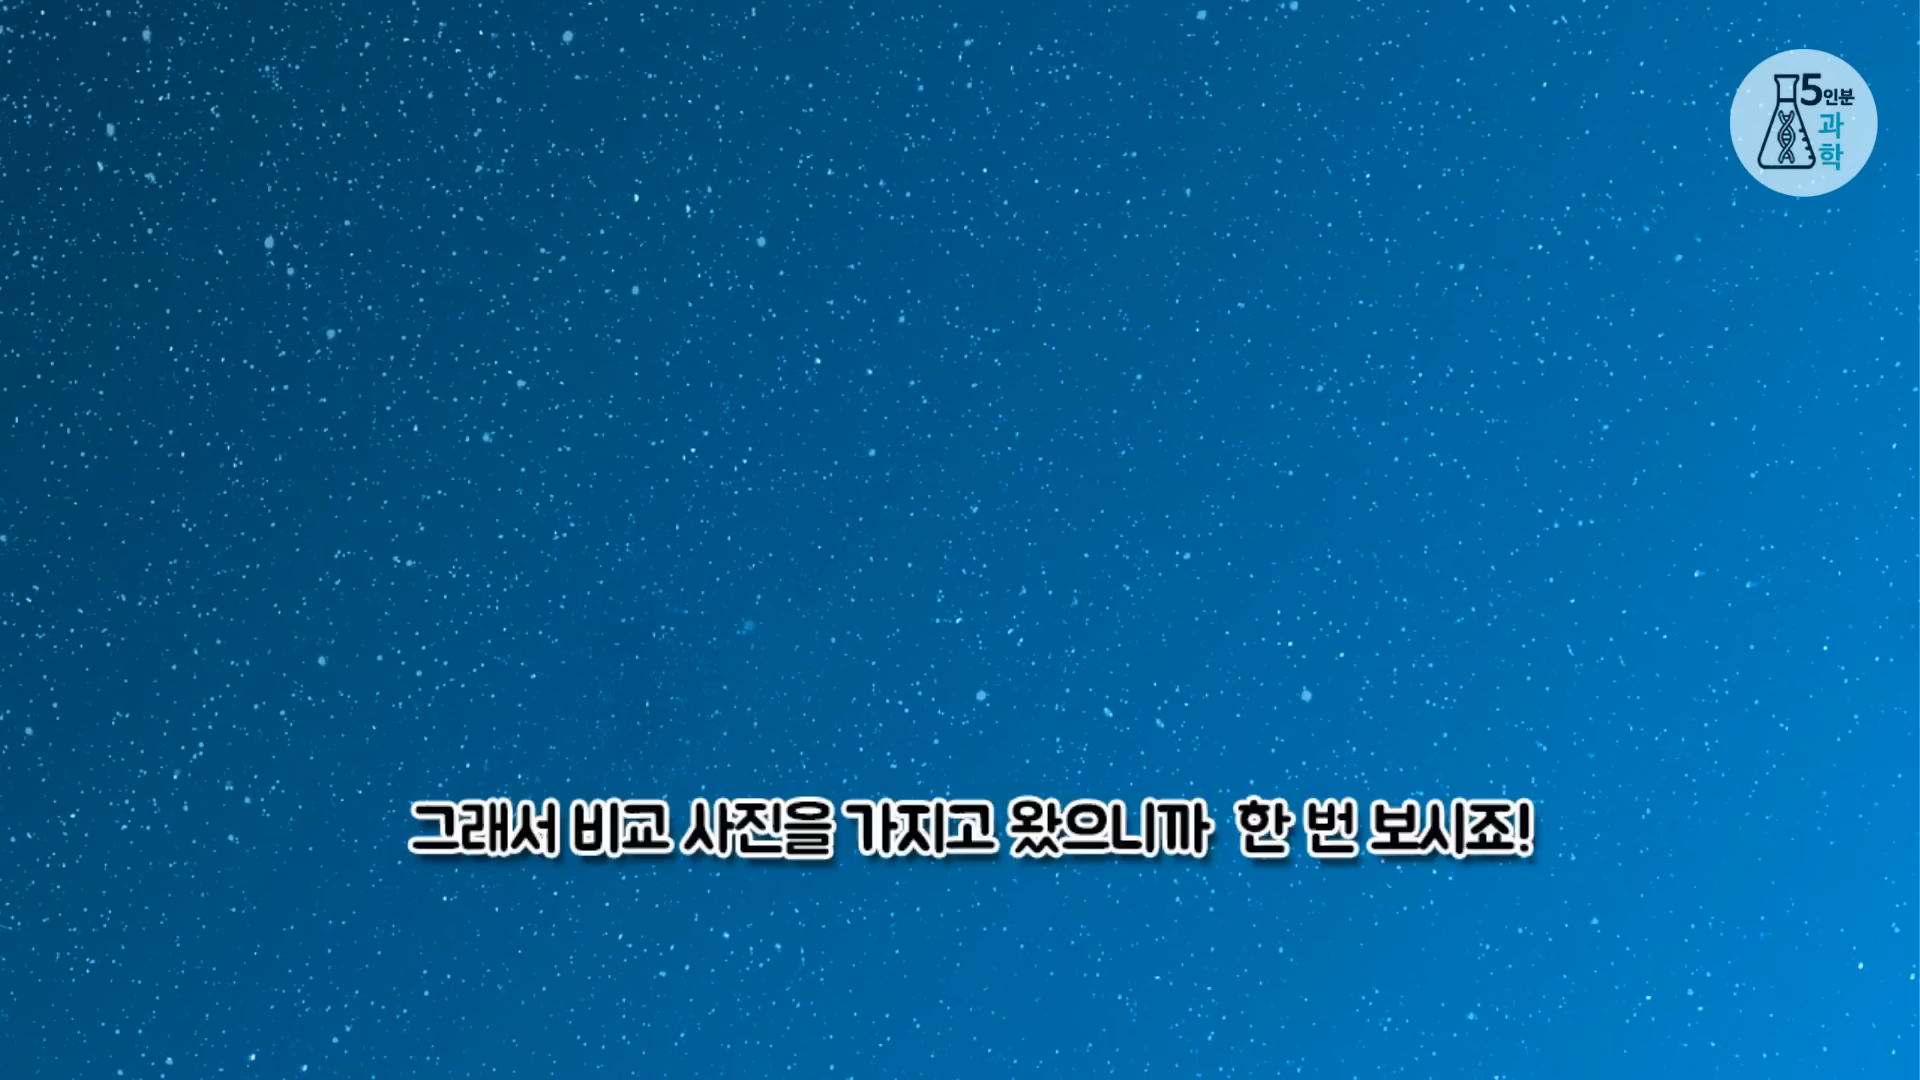 5인분
과
학
그래서 비교 사진을 가지고 왔으니까 한 번 보시죠!